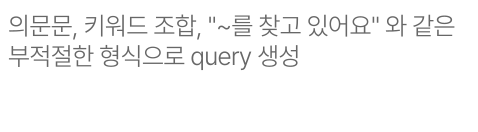 의문문, 키워드 조합, "~를 찾고 있어요" 와 같은
부적절한 형식으로 query 생성